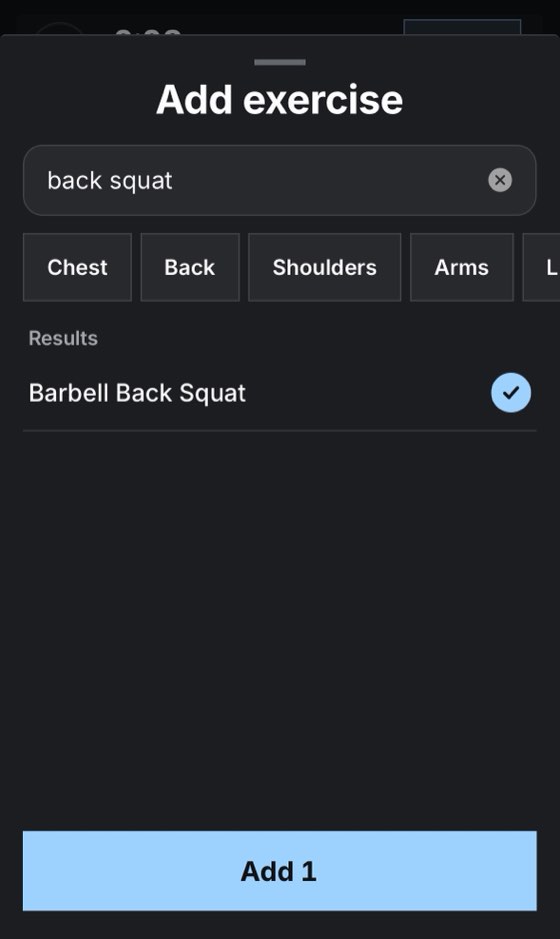 Add exercise
back squat
Chest Back Shoulders Arms L
Results
Barbell Back Squat
Add 1